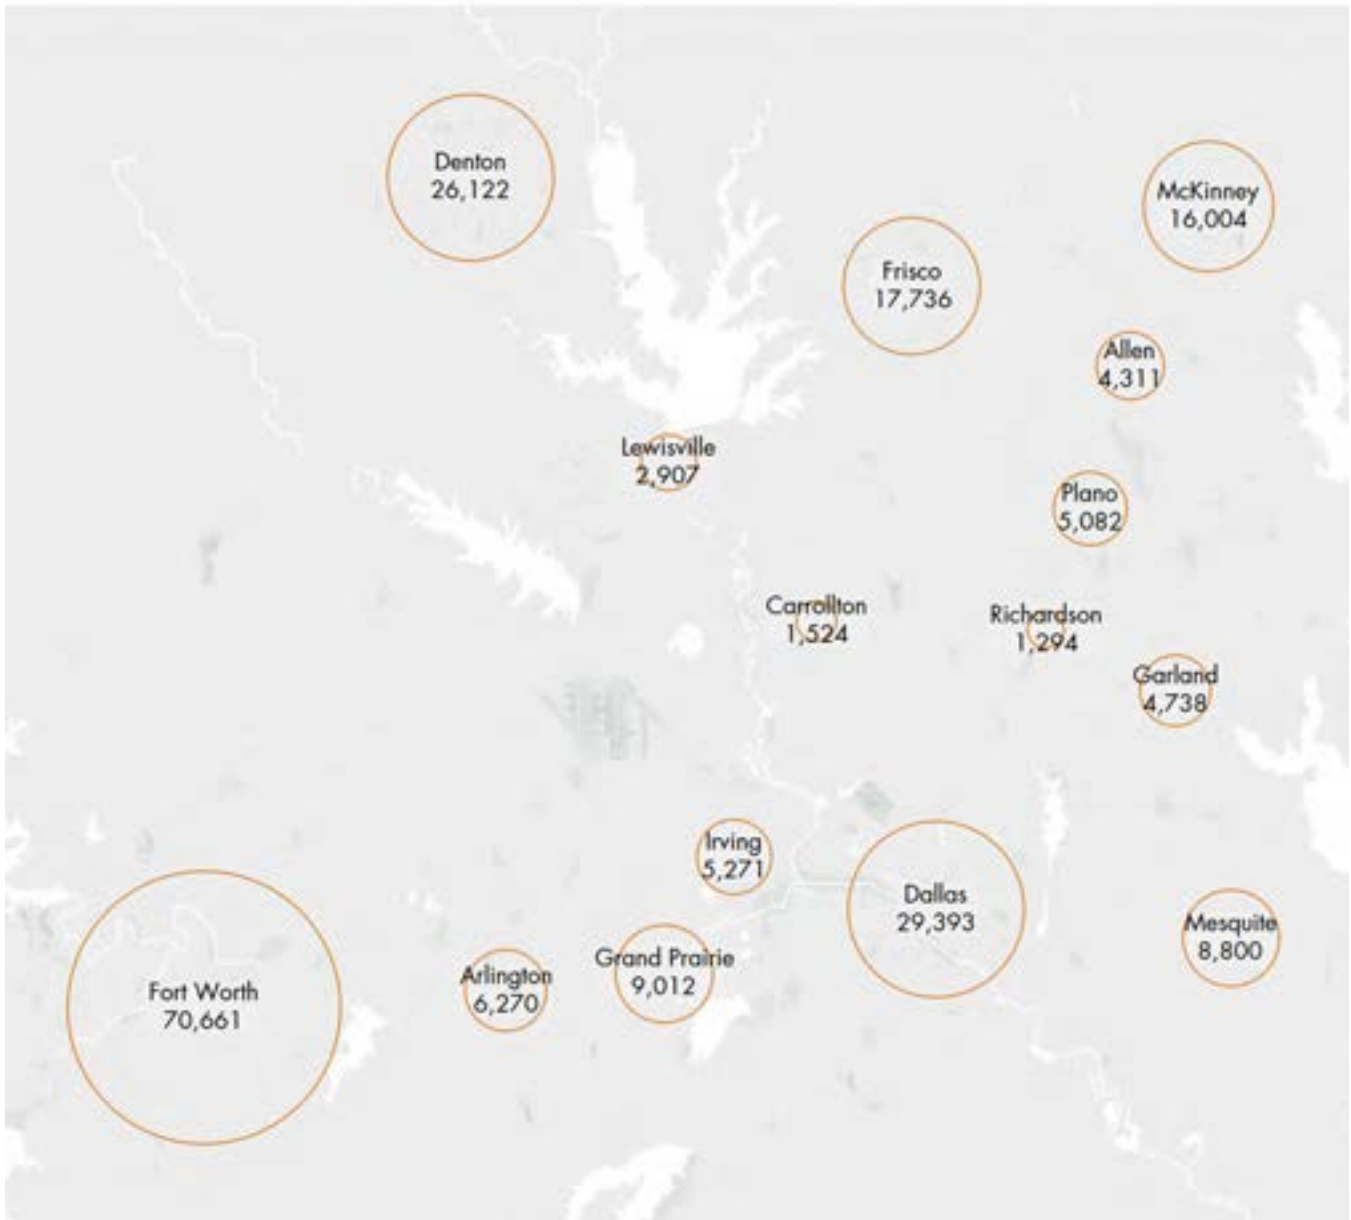 Denton
26,122
McKinney
16,004
Frisco
17,736
Allen
4,311
Lewisville
2,907
Plano
5,082
Carrollton
1,524
Richardson
1,294
Garland
4,738
Irving
5,271
Dallas
29,393
Mesquite
8,800
Grand Prairie
9,012
Arlington
6,270
Fort Worth
70,661